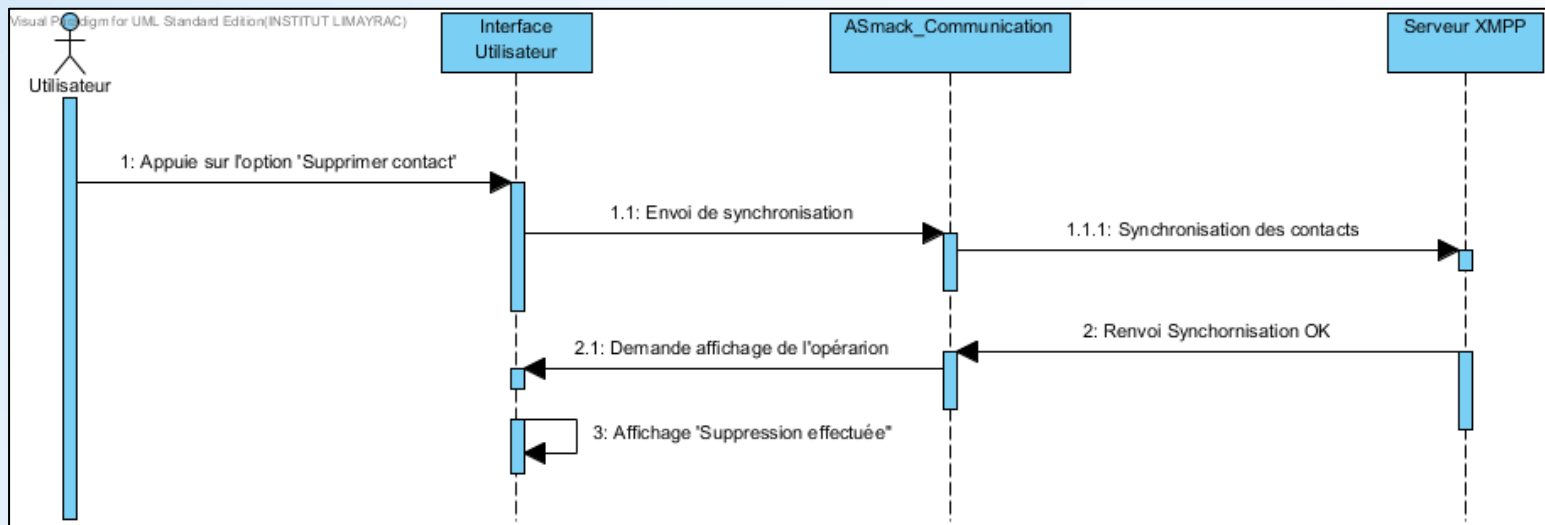 Visual Paradigm for UML Standard Edition(INSTITUT LIMAYRAC)
Utilisateur
Interface
Utilisateur
ASmack_Communication
Serveur XMPP
1: Appuie sur l'option 'Supprimer contact'
1.1: Envoi de synchronisation
1.1.1: Synchronisation des contacts
2: Renvoi Synchornisation OK
2.1: Demande affichage de l'opérarion
3: Affichage 'Suppression effectuée"